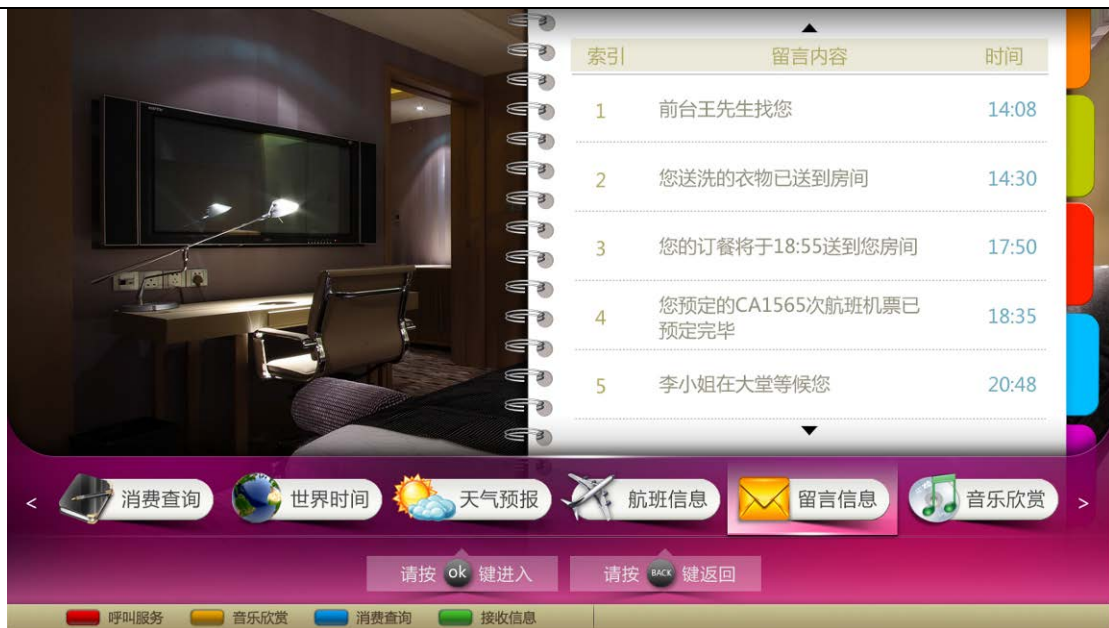 索引 留言内容 时间
1 前台王先生找您 14:08
2 您送洗的衣物已送到房间 14:30
3 您的订餐将于18:55送到您房间 17:50
4 您预定的CA1565次航班机票已
预定完毕 18:35
5 李小姐在大堂等候您 20:48
< 消费查询 世界时间 天气预报 航班信息 留言信息 音乐欣赏 >
请按 ok 键进入 请按 BACK 键返回
呼叫服务 音乐欣赏 消费查询 接收信息